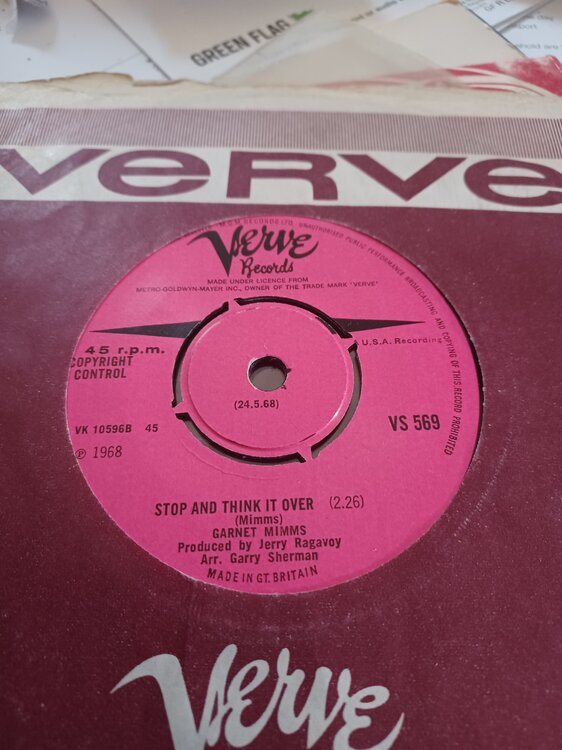 GREEN FLAG
verve
M.G.M. RECORDS LTD. UNAUTHORISED PUBLIC PERFORMANCE BROADCASTING AND COPYING OF THIS RECORD PROHIBITED
Verve
Records
MADE UNDER LICENCE FROM
METRO-GOLDWYN-MAYER INC., OWNER OF THE TRADE MARK 'VERVE'
45 r.p.m.
U.S.A. Recording
COPYRIGHT
CONTROL
(24.5.68)
VK 10596B 45
VS 569
℗ 1968
STOP AND THINK IT OVER (2.26)
(Mimms)
GARNET MIMMS
Produced by Jerry Ragavoy
Arr. Garry Sherman
MADE IN GT. BRITAIN
Verve